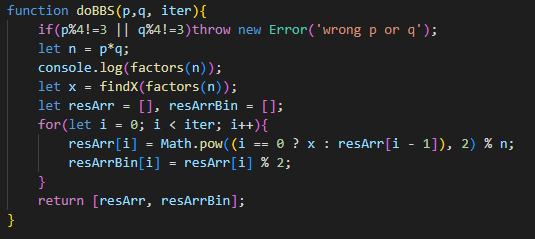 function doBBS(p,q, iter){
    if(p%4!=3 || q%4!=3)throw new Error('wrong p or q');
    let n = p*q;
    console.log(factors(n));
    let x = findX(factors(n));
    let resArr = [], resArrBin = [];
    for(let i = 0; i < iter; i++){
        resArr[i] = Math.pow((i == 0 ? x : resArr[i - 1]), 2) % n;
        resArrBin[i] = resArr[i] % 2;
    }
    return [resArr, resArrBin];
}